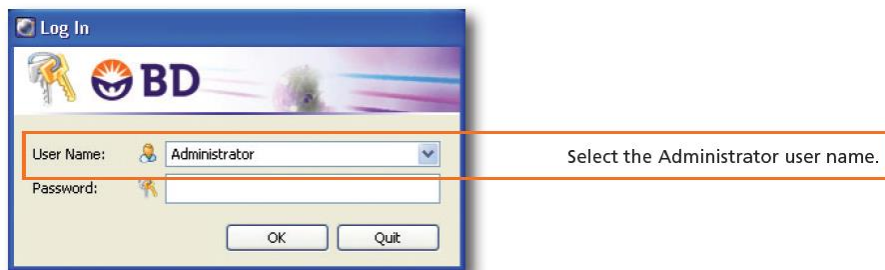 Log In
BD
User Name: Administrator
Select the Administrator user name.
Password:
OK Quit